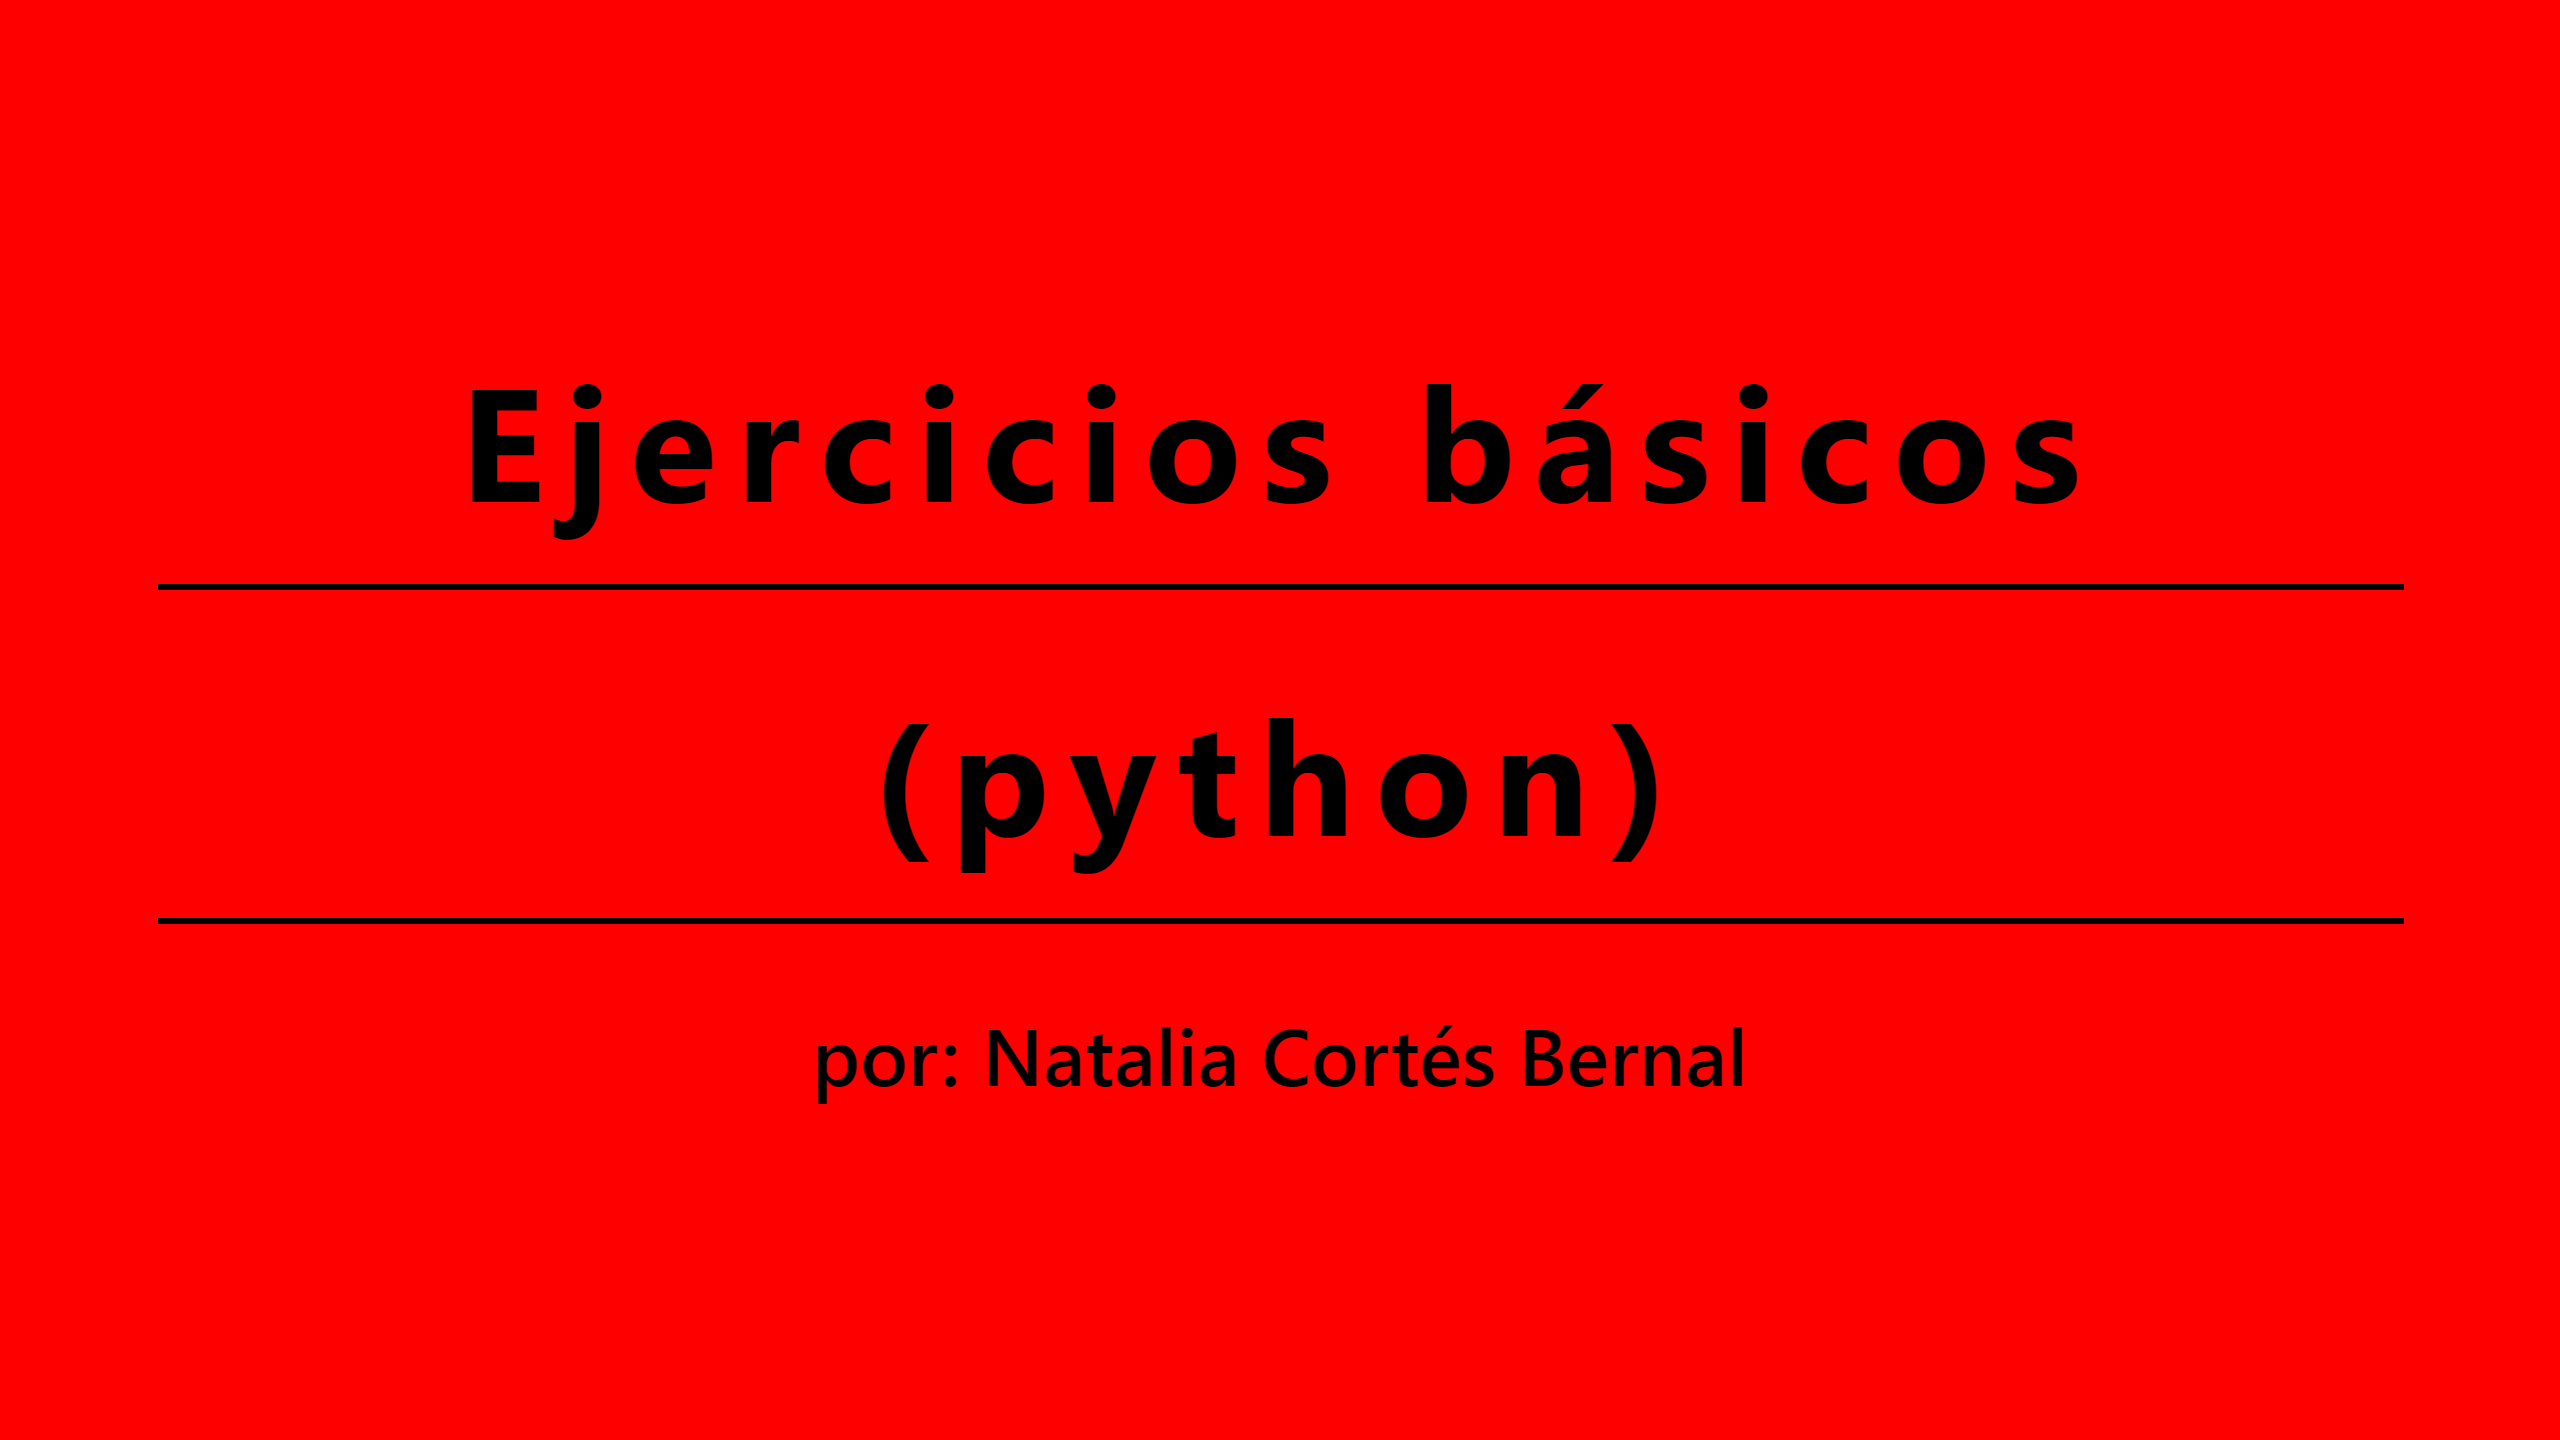 Ejercicios básicos
(python)
por: Natalia Cortés Bernal